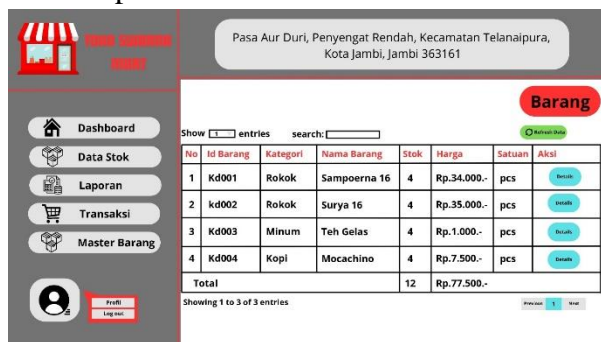 Pasa Aur Duri, Penyengat Rendah, Kecamatan Telanaipura,
Kota Jambi, Jambi 363161
Barang
Dashboard
Data Stok
Laporan
Transaksi
Master Barang
Profil
Log out
Show 1 entries search:
Refresh Data
No Id Barang Kategori Nama Barang Stok Harga Satuan Aksi
1 Kd001 Rokok Sampoerna 16 4 Rp.34.000.- pcs Details
2 kd002 Rokok Surya 16 4 Rp.35.000.- pcs Details
3 Kd003 Minum Teh Gelas 4 Rp.1.000.- pcs Details
4 Kd004 Kopi Mocachino 4 Rp.7.500.- pcs Details
Total 12 Rp.77.500.-
Showing 1 to 3 of 3 entries
Previous 1 Next